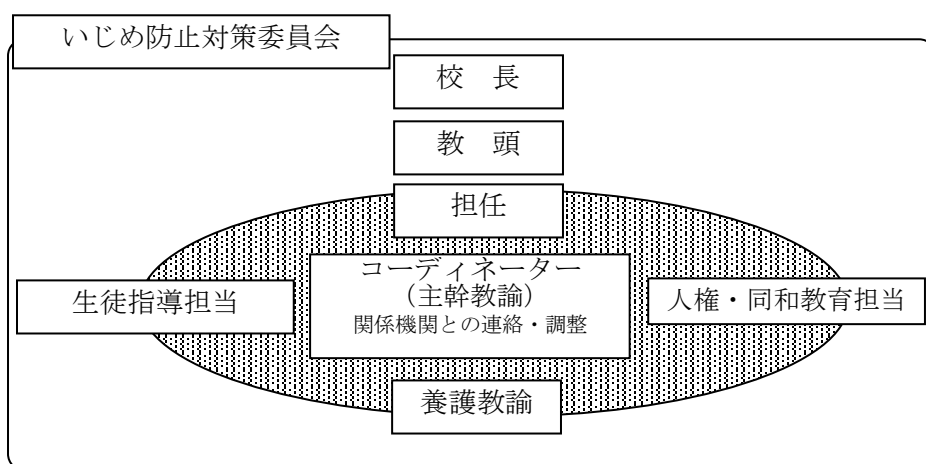 いじめ防止対策委員会
校　長
教　頭
担任
コーディネーター
（主幹教諭）
関係機関との連絡・調整
生徒指導担当
人権・同和教育担当
養護教諭